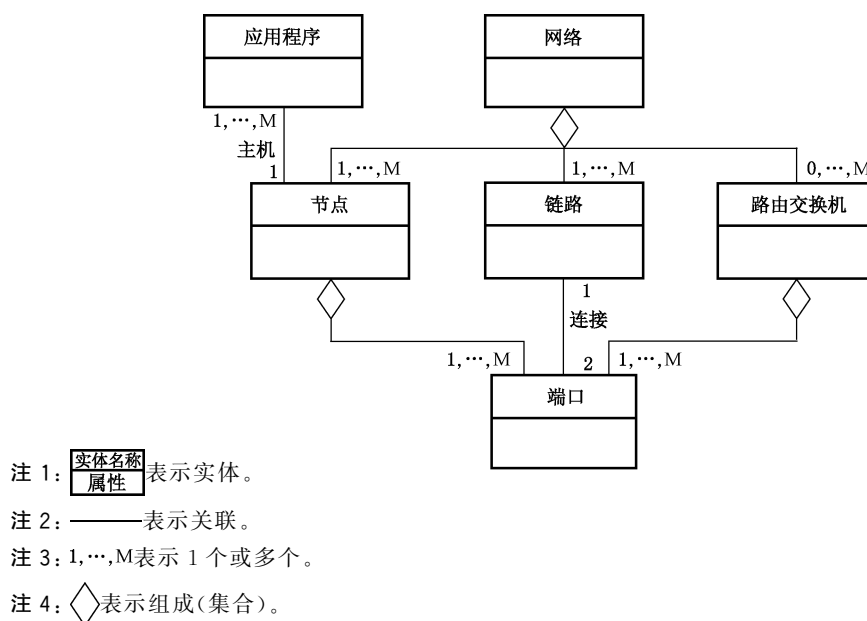 应用程序 网络
1,…,M
主机
1 1,…,M 1,…,M 0,…,M
节点 链路 路由交换机
1
连接
1,…,M 2 1,…,M
端口
注 1: 实体名称 属性 表示实体。
注 2: 表示关联。
注 3: 1,…,M表示 1 个或多个。
注 4: 表示组成(集合)。